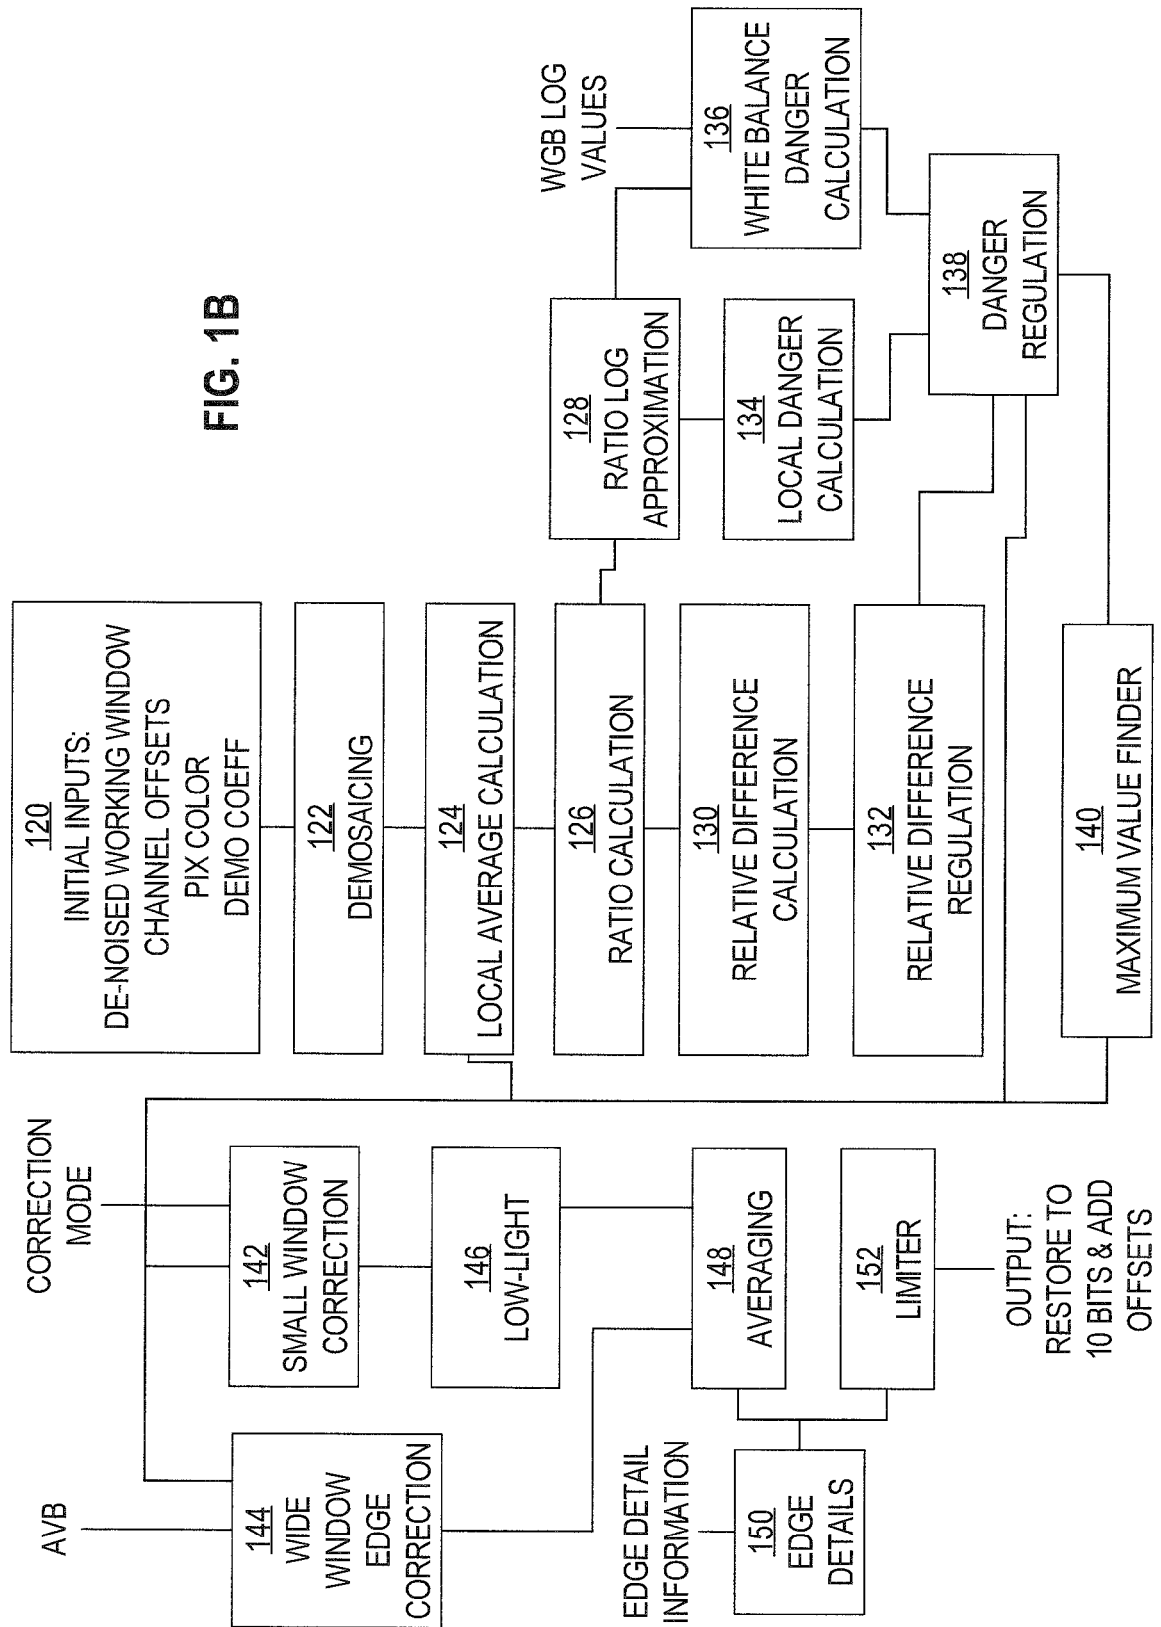 FIG. 1B
120
INITIAL INPUTS:
DE-NOISED WORKING WINDOW
CHANNEL OFFSETS
PIX COLOR
DEMO COEFF
122
DEMOSAICING
124
LOCAL AVERAGE CALCULATION
126
RATIO CALCULATION
130
RELATIVE DIFFERENCE
CALCULATION
132
RELATIVE DIFFERENCE
REGULATION
WGB LOG
VALUES
128
RATIO LOG
APPROXIMATION
134
LOCAL DANGER
CALCULATION
136
WHITE BALANCE
DANGER
CALCULATION
138
DANGER
REGULATION
140
MAXIMUM VALUE FINDER
CORRECTION
MODE
142
SMALL WINDOW
CORRECTION
146
LOW-LIGHT
AVB
144
WIDE
WINDOW
EDGE
CORRECTION
148
AVERAGING
EDGE DETAIL
INFORMATION
150
EDGE
DETAILS
152
LIMITER
OUTPUT:
RESTORE TO
10 BITS & ADD
OFFSETS